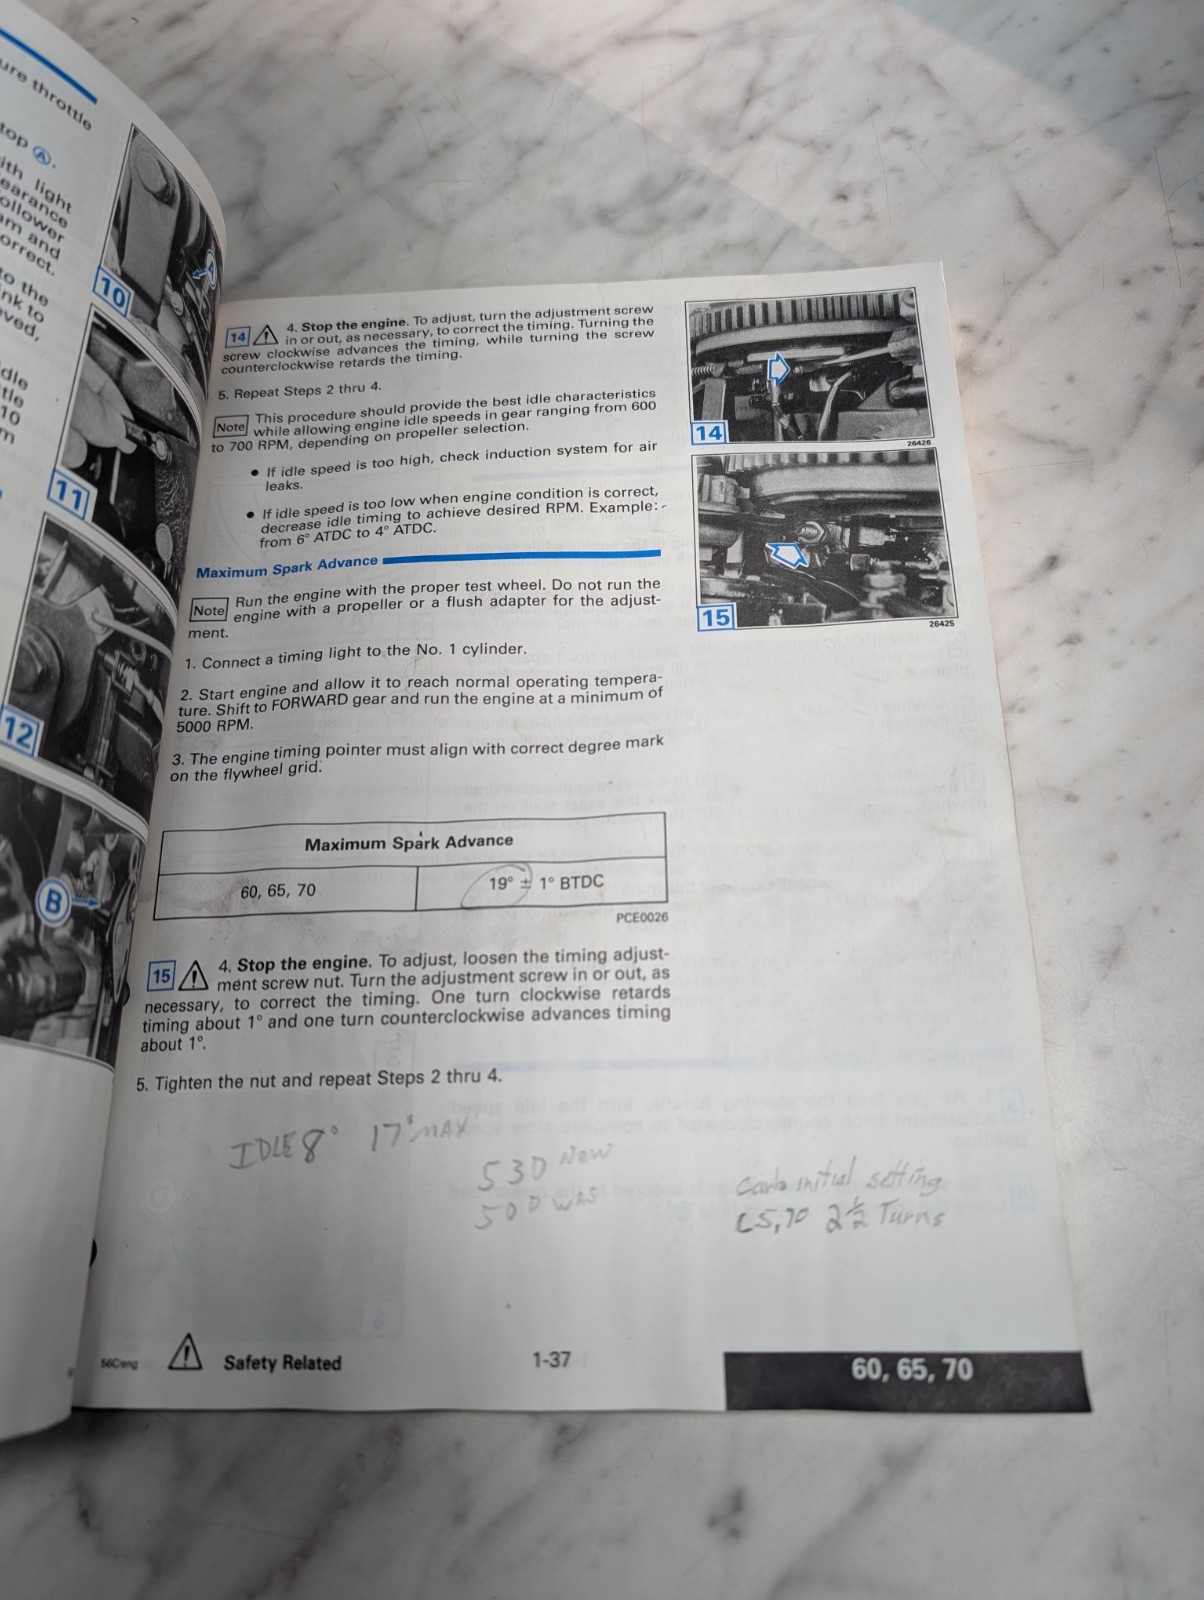 ure throttle
top A.
ith light
earance
ollower
am and
orrect.
to the
nk to
ved,
dle
tle
10
m
10
11
12
B
14 4. Stop the engine. To adjust, turn the adjustment screw
in or out, as necessary, to correct the timing. Turning the
screw clockwise advances the timing, while turning the screw
counterclockwise retards the timing.
5. Repeat Steps 2 thru 4.
Note This procedure should provide the best idle characteristics
while allowing engine idle speeds in gear ranging from 600
to 700 RPM, depending on propeller selection.
• If idle speed is too high, check induction system for air
leaks.
• If idle speed is too low when engine condition is correct,
decrease idle timing to achieve desired RPM. Example:
from 6° ATDC to 4° ATDC.
Maximum Spark Advance
Note Run the engine with the proper test wheel. Do not run the
engine with a propeller or a flush adapter for the adjust-
ment.
1. Connect a timing light to the No. 1 cylinder.
2. Start engine and allow it to reach normal operating tempera-
ture. Shift to FORWARD gear and run the engine at a minimum of
5000 RPM.
3. The engine timing pointer must align with correct degree mark
on the flywheel grid.
Maximum Spark Advance
60, 65, 70 19° ± 1° BTDC
PCE0026
15 4. Stop the engine. To adjust, loosen the timing adjust-
ment screw nut. Turn the adjustment screw in or out, as
necessary, to correct the timing. One turn clockwise retards
timing about 1° and one turn counterclockwise advances timing
about 1°.
5. Tighten the nut and repeat Steps 2 thru 4.
IDLE 8° 17° MAX
53D New
50D WAS
Carb initial setting
65,70 2½ Turns
14
26426
15
26425
56C/eng
Safety Related
1-37
60, 65, 70